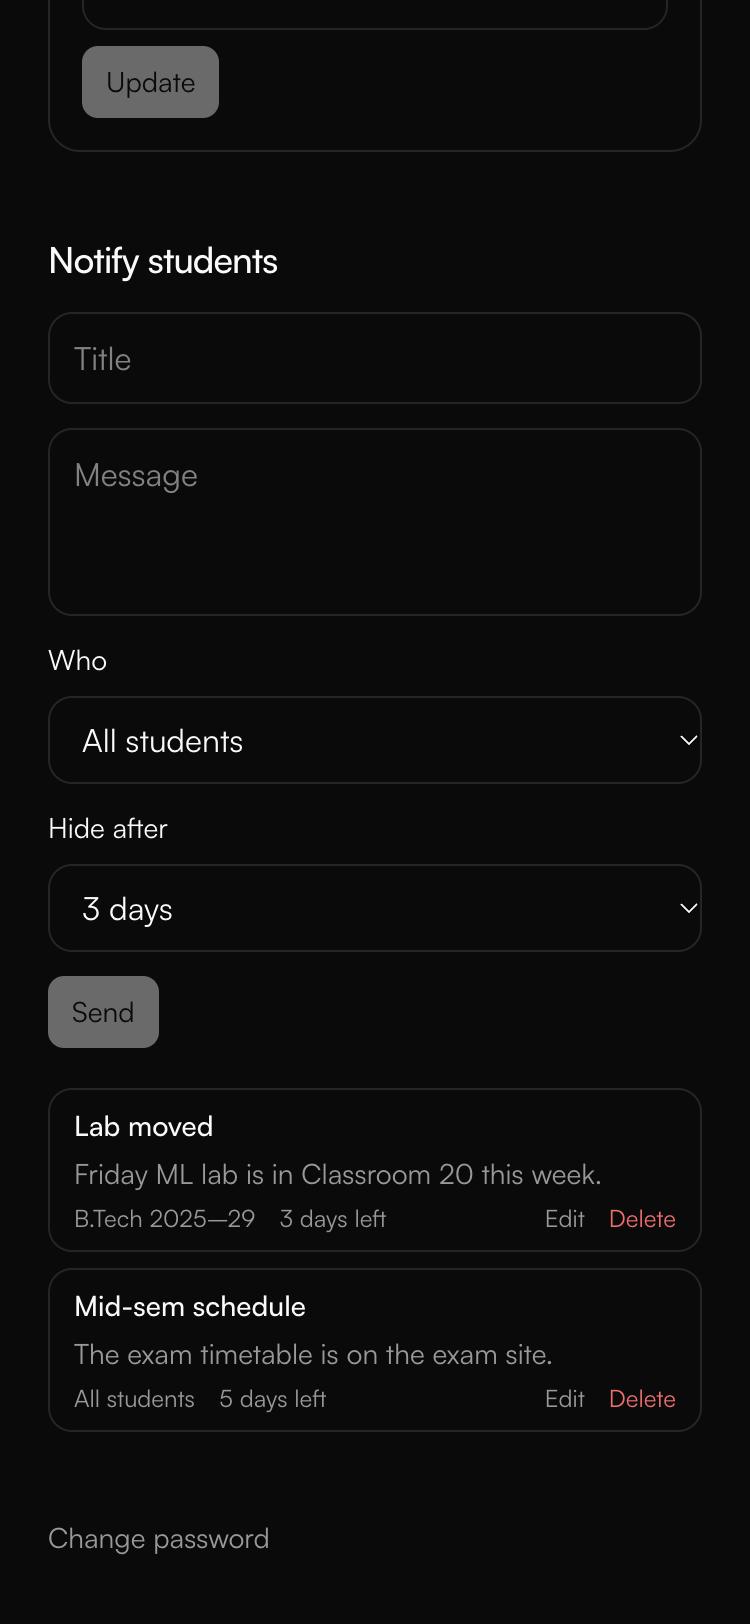 Update
Notify students
Title
Message
Who
All students
Hide after
3 days
Send
Lab moved
Friday ML lab is in Classroom 20 this week.
B.Tech 2025—29 3 days left Edit Delete
Mid-sem schedule
The exam timetable is on the exam site.
All students 5 days left Edit Delete
Change password